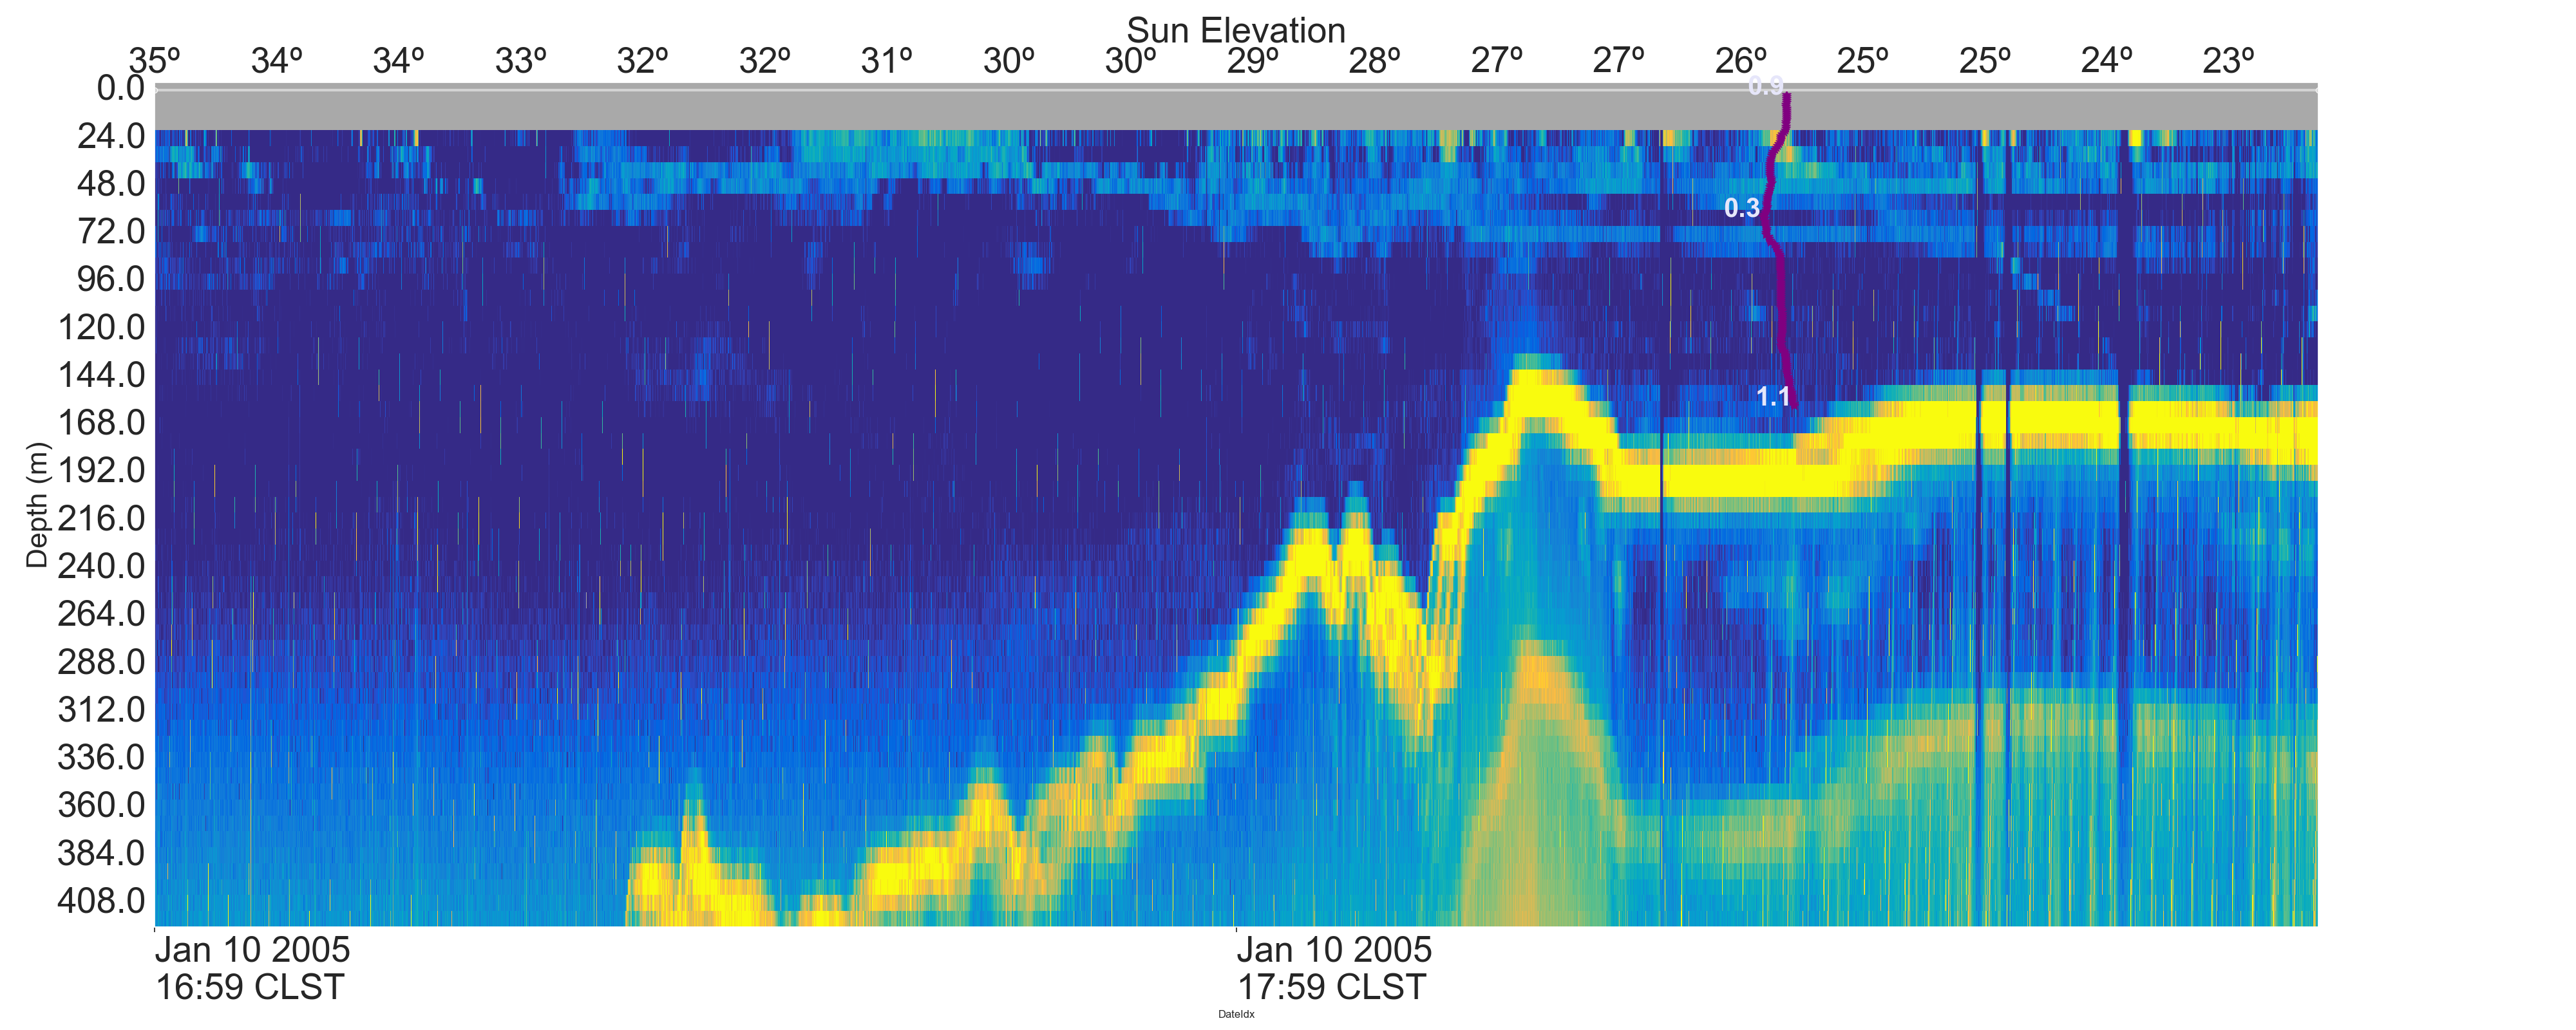 Sun Elevation
35º 34º 34º 33º 32º 32º 31º 30º 30º 29º 28º 27º 27º 26º 25º 25º 24º 23º
0.0
24.0
48.0
72.0
96.0
120.0
144.0
168.0
192.0
216.0
240.0
264.0
288.0
312.0
336.0
360.0
384.0
408.0
Depth (m)
0.9
0.3
1.1
Jan 10 2005
16:59 CLST
Jan 10 2005
17:59 CLST
DateIdx